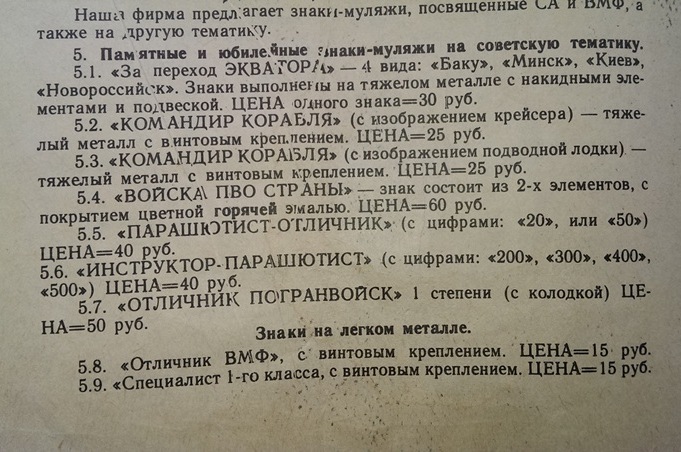 Наша фирма предлагает знаки-муляжи, посвященные СА и ВМФ, а
также на другую тематику.
5. Памятные и юбилейные знаки-муляжи на советскую тематику.
5.1. «За переход ЭКВАТОРА» — 4 вида: «Баку», «Минск», «Киев»,
«Новороссийск». Знаки выполнены на тяжелом металле с накидными эле-
ментами и подвеской. ЦЕНА одного знака=30 руб.
5.2. «КОМАНДИР КОРАБЛЯ» (с изображением крейсера) — тяже-
лый металл с винтовым креплением. ЦЕНА=25 руб.
5.3. «КОМАНДИР КОРАБЛЯ» (с изображением подводной лодки) —
тяжелый металл с винтовым креплением. ЦЕНА=25 руб.
5.4. «ВОЙСКА ПВО СТРАНЫ» — знак состоит из 2-х элементов, с
покрытием цветной горячей эмалью. ЦЕНА=60 руб.
5.5. «ПАРАШЮТИСТ-ОТЛИЧНИК» (с цифрами: «20», или «50»)
ЦЕНА=40 руб.
5.6. «ИНСТРУКТОР-ПАРАШЮТИСТ» (с цифрами: «200», «300», «400»,
«500») ЦЕНА=40 руб.
5.7. «ОТЛИЧНИК ПОГРАНВОЙСК» 1 степени (с колодкой) ЦЕ-
НА=50 руб.
Знаки на легком металле.
5.8. «Отличник ВМФ», с винтовым креплением. ЦЕНА=15 руб.
5.9. «Специалист 1-го класса, с винтовым креплением. ЦЕНА=15 руб.